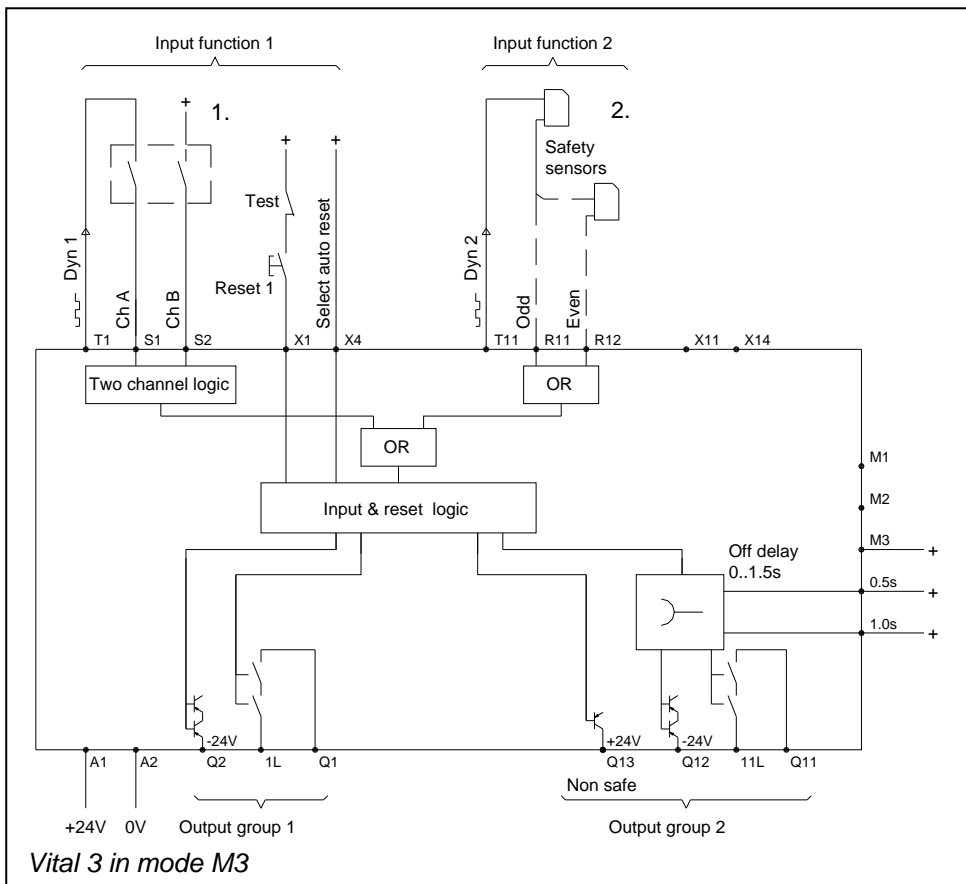 Input function 1
Input function 2
+
1.
2.
+
+
Safety
sensors
Test
Select auto reset
Dyn 1
Dyn 2
Reset 1
Ch A
Ch B
Odd
Even
T1
S1
S2
X1
X4
T11
R11
R12
X11
X14
Two channel logic
OR
OR
M1
M2
Input & reset logic
M3
+
Off delay
0..1.5s
0.5s
+
1.0s
+
-24V
+24V
-24V
A1
A2
Q2
1L
Q1
Q13
Q12
11L
Q11
Non safe
+24V
0V
Output group 1
Output group 2
Vital 3 in mode M3